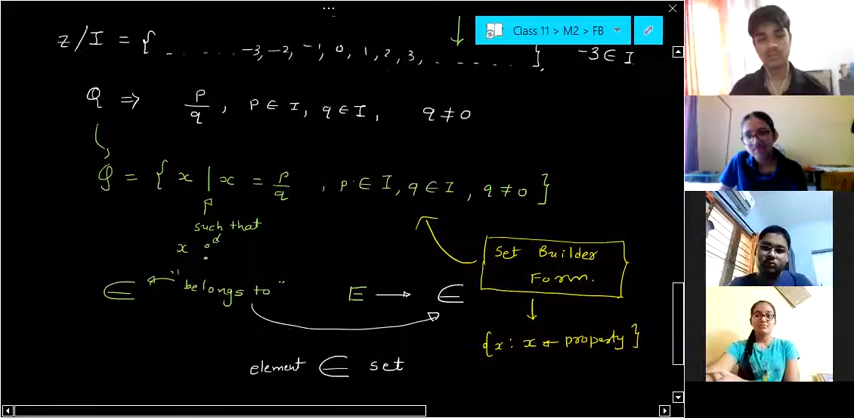 Class 11 > M2 > FB
Z/I = { ........ -3, -2, -1, 0, 1, 2, 3, ........ }, -3 ∈ I
Q ⇒ p/q , p ∈ I, q ∈ I, q ≠ 0
Q = { x | x = p/q , p ∈ I, q ∈ I, q ≠ 0 }
such that
x :
Set Builder
Form.
∈ ← "belongs to" E → ∈
{x : x ← property}
element ∈ set